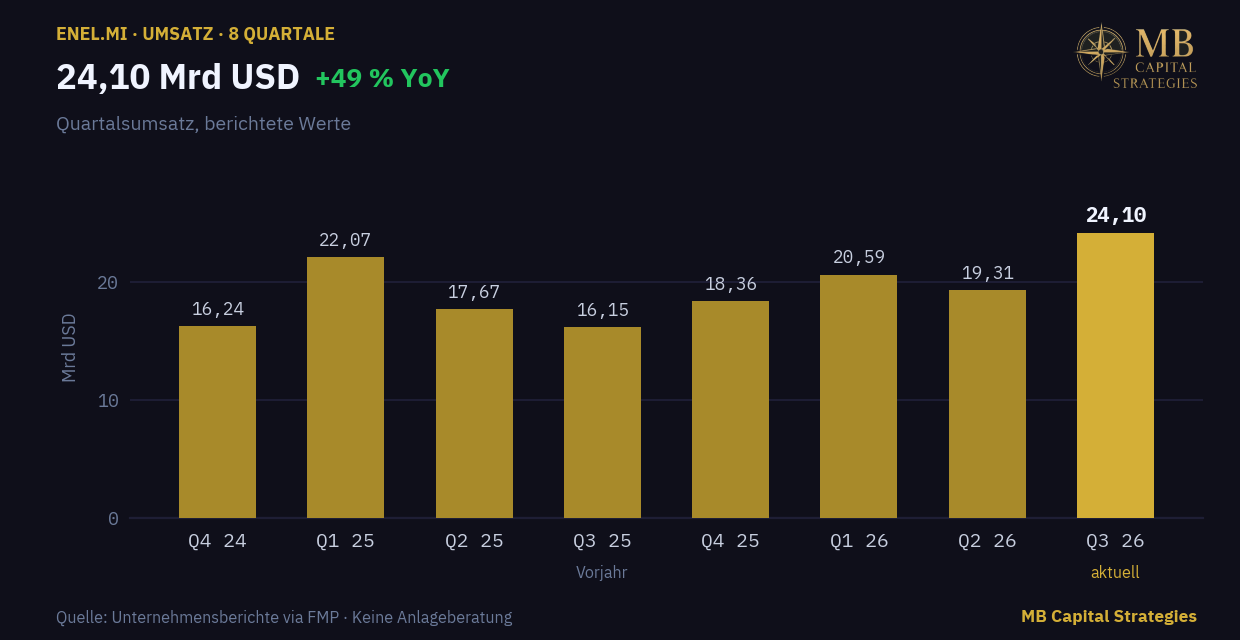 ENEL.MI · UMSATZ · 8 QUARTALE
24,10 Mrd USD +49 % YoY
Quartalsumsatz, berichtete Werte
MB
CAPITAL
STRATEGIES
Mrd USD
20
10
0
16,24
22,07
17,67
16,15
18,36
20,59
19,31
24,10
Q4 24
Q1 25
Q2 25
Q3 25
Q4 25
Q1 26
Q2 26
Q3 26
Vorjahr
aktuell
Quelle: Unternehmensberichte via FMP · Keine Anlageberatung
MB Capital Strategies